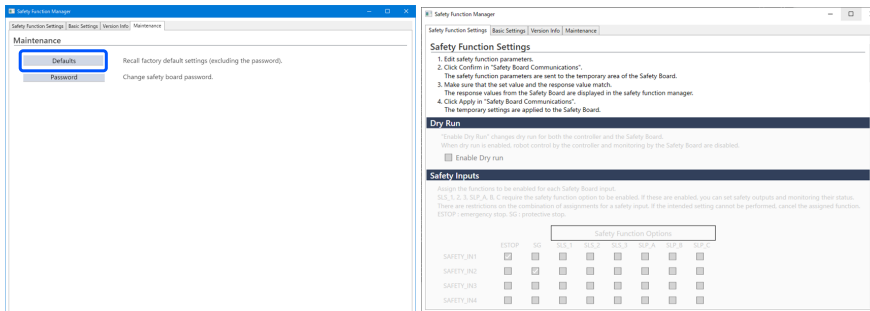 Safety Function Manager
Safety Function Settings Basic Settings Version Info Maintenance
Maintenance
Defaults Recall factory default settings (excluding the password).
Password Change safety board password.
Safety Function Manager
Safety Function Settings Basic Settings Version Info Maintenance
Safety Function Settings
1. Edit safety function parameters.
2. Click Confirm in "Safety Board Communications".
The safety function parameters are sent to the temporary area of the Safety Board.
3. Make sure that the set value and the response value match.
The response values from the Safety Board are displayed in the safety function manager.
4. Click Apply in "Safety Board Communications".
The temporary settings are applied to the Safety Board.
Dry Run
"Enable Dry Run" changes dry run for both the controller and the Safety Board.
When dry run is enabled, robot control by the controller and monitoring by the Safety Board are disabled.
Enable Dry run
Safety Inputs
Assign the functions to be enabled for each Safety Board input.
SLS_1, 2, 3, SLP_A, B, C require the safety function option to be enabled. If these are enabled, you can set safety outputs and monitoring their status.
There are restrictions on the combination of assignments for a safety input. If the intended setting cannot be performed, cancel the assigned function.
ESTOP : emergency stop, SG : protective stop.
Safety Function Options
ESTOP SG SLS_1 SLS_2 SLS_3 SLP_A SLP_B SLP_C
SAFETY_IN1
SAFETY_IN2
SAFETY_IN3
SAFETY_IN4